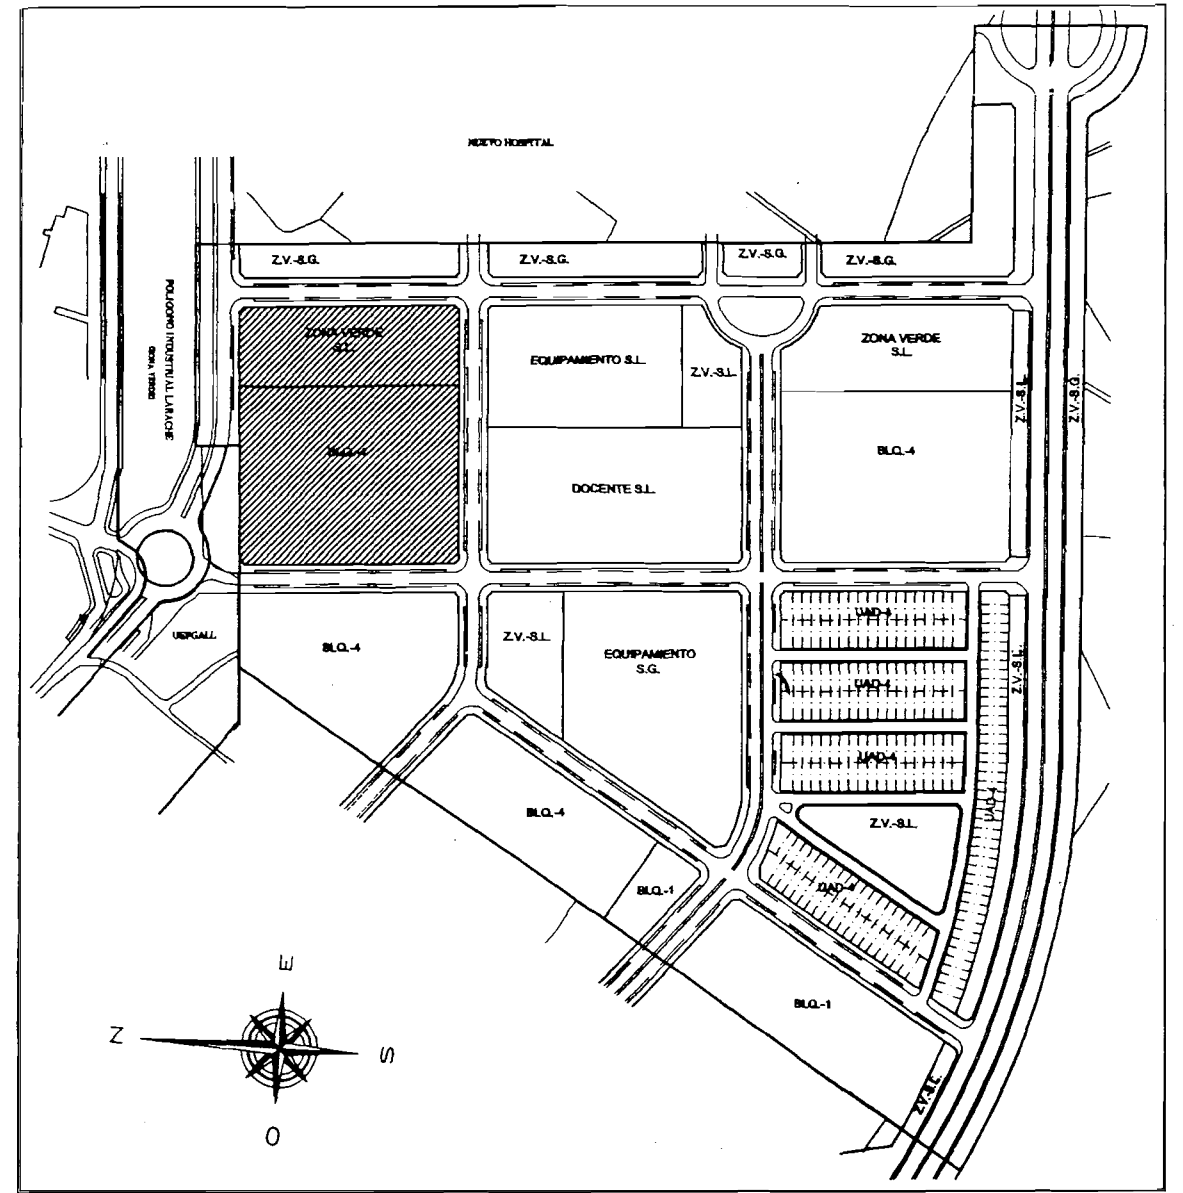 NUEVO HOSPITAL
Z.V.-S.G.
Z.V.-S.G.
Z.V.-S.G.
Z.V.-S.G.
POLIGONO INDUSTRIAL LARACHE
ZONA VERDE
S.L.
EQUIPAMIENTO S.L.
Z.V.-S.L.
ZONA VERDE
S.L.
Z.V.-S.L.
Z.V.-S.G.
BLQ.-4
DOCENTE S.L.
BLQ.-4
BLQ.-4
Z.V.-S.L.
EQUIPAMIENTO
S.G.
UAD-4
UAD-4
UAD-4
Z.V.-S.L.
UAD-4
BLQ.-4
Z.V.-S.L.
BLQ.-1
UAD-4
BLQ.-1
Z.V.-S.L.
E
N
S
O